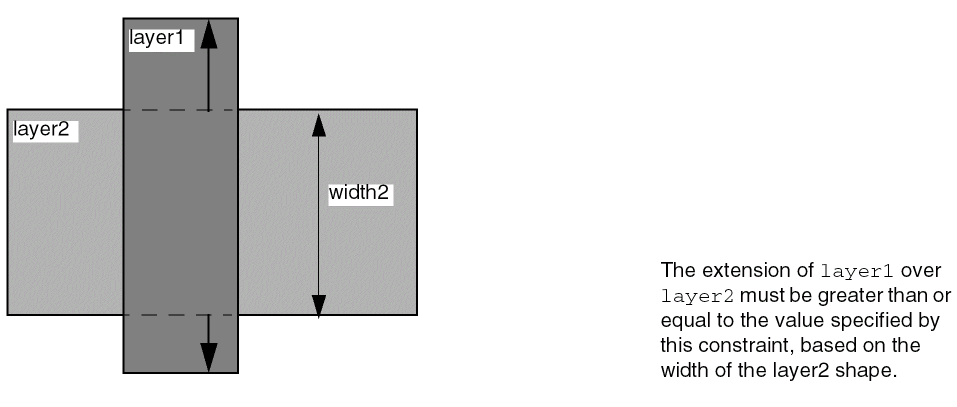 layer1
layer2
width2
The extension of layer1 over
layer2 must be greater than or
equal to the value specified by
this constraint, based on the
width of the layer2 shape.